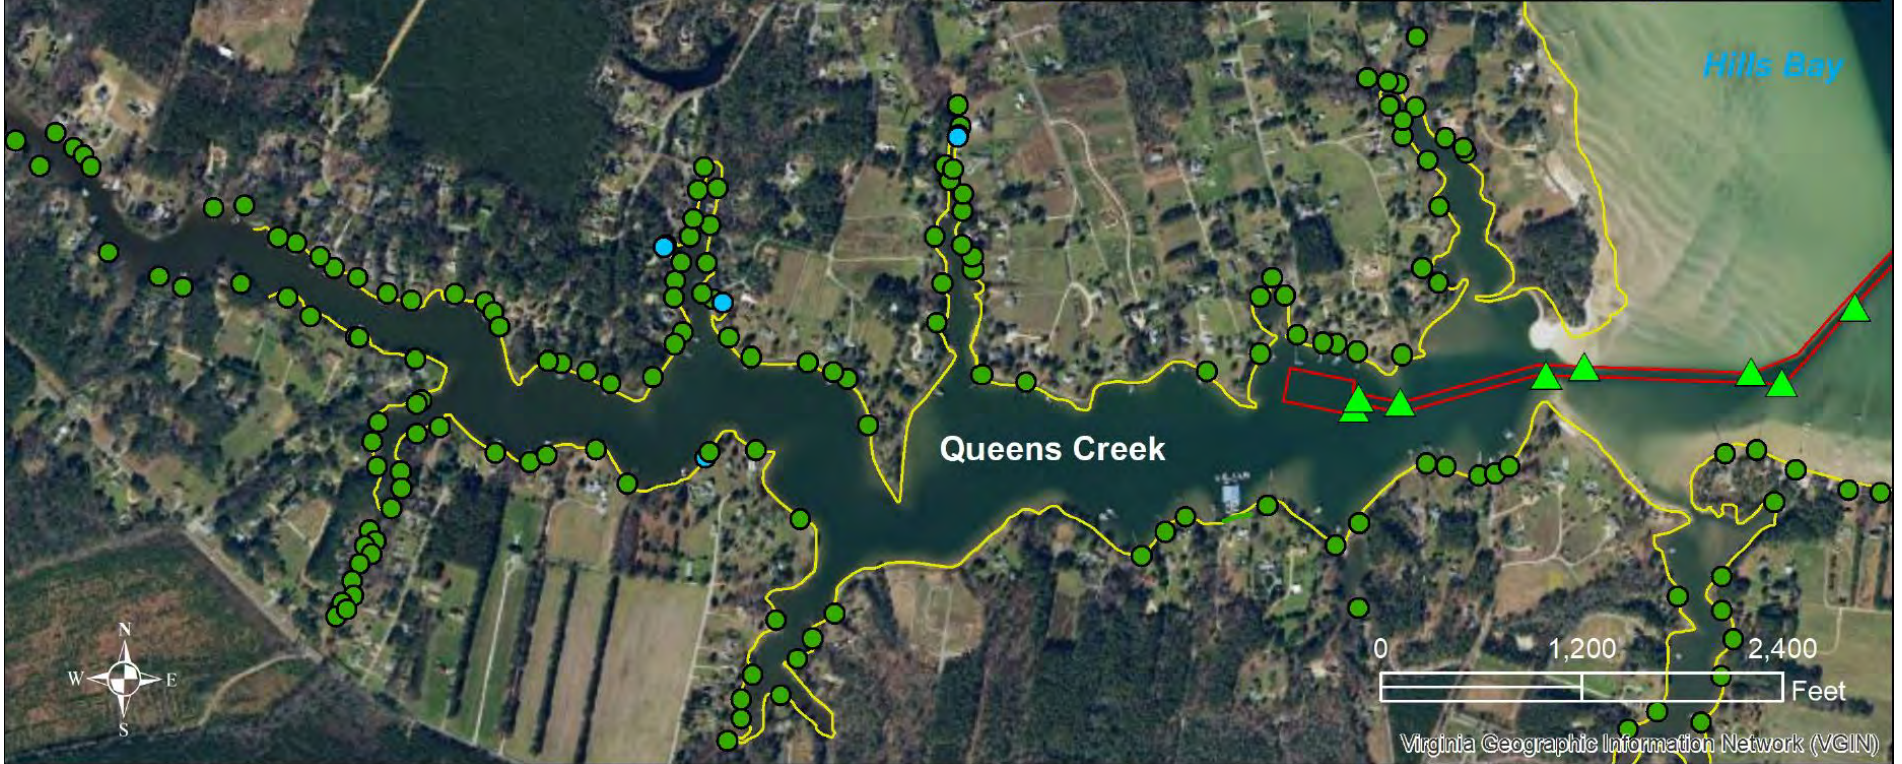 Hills Bay
Queens Creek
N
W E
S
0 1,200 2,400
Feet
Virginia Geographic Information Network (VGIN)